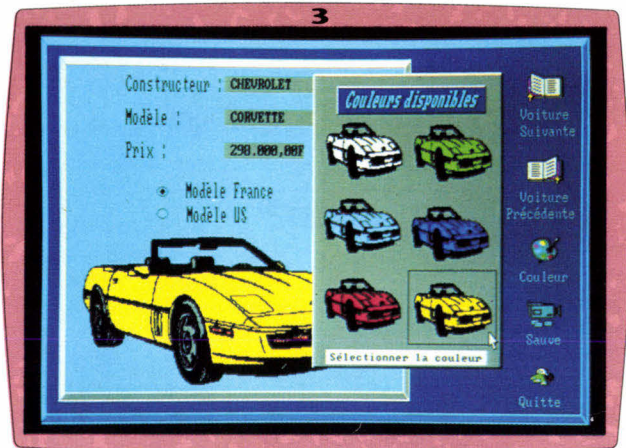 3
Constructeur : CHEVROLET
Modèle : CORVETTE
Prix : 298.000,00F
Modèle France
Modèle US
Couleurs disponibles
Sélectionner la couleur
Voiture
Suivante
Voiture
Précédente
Couleur
Sauve
Quitte